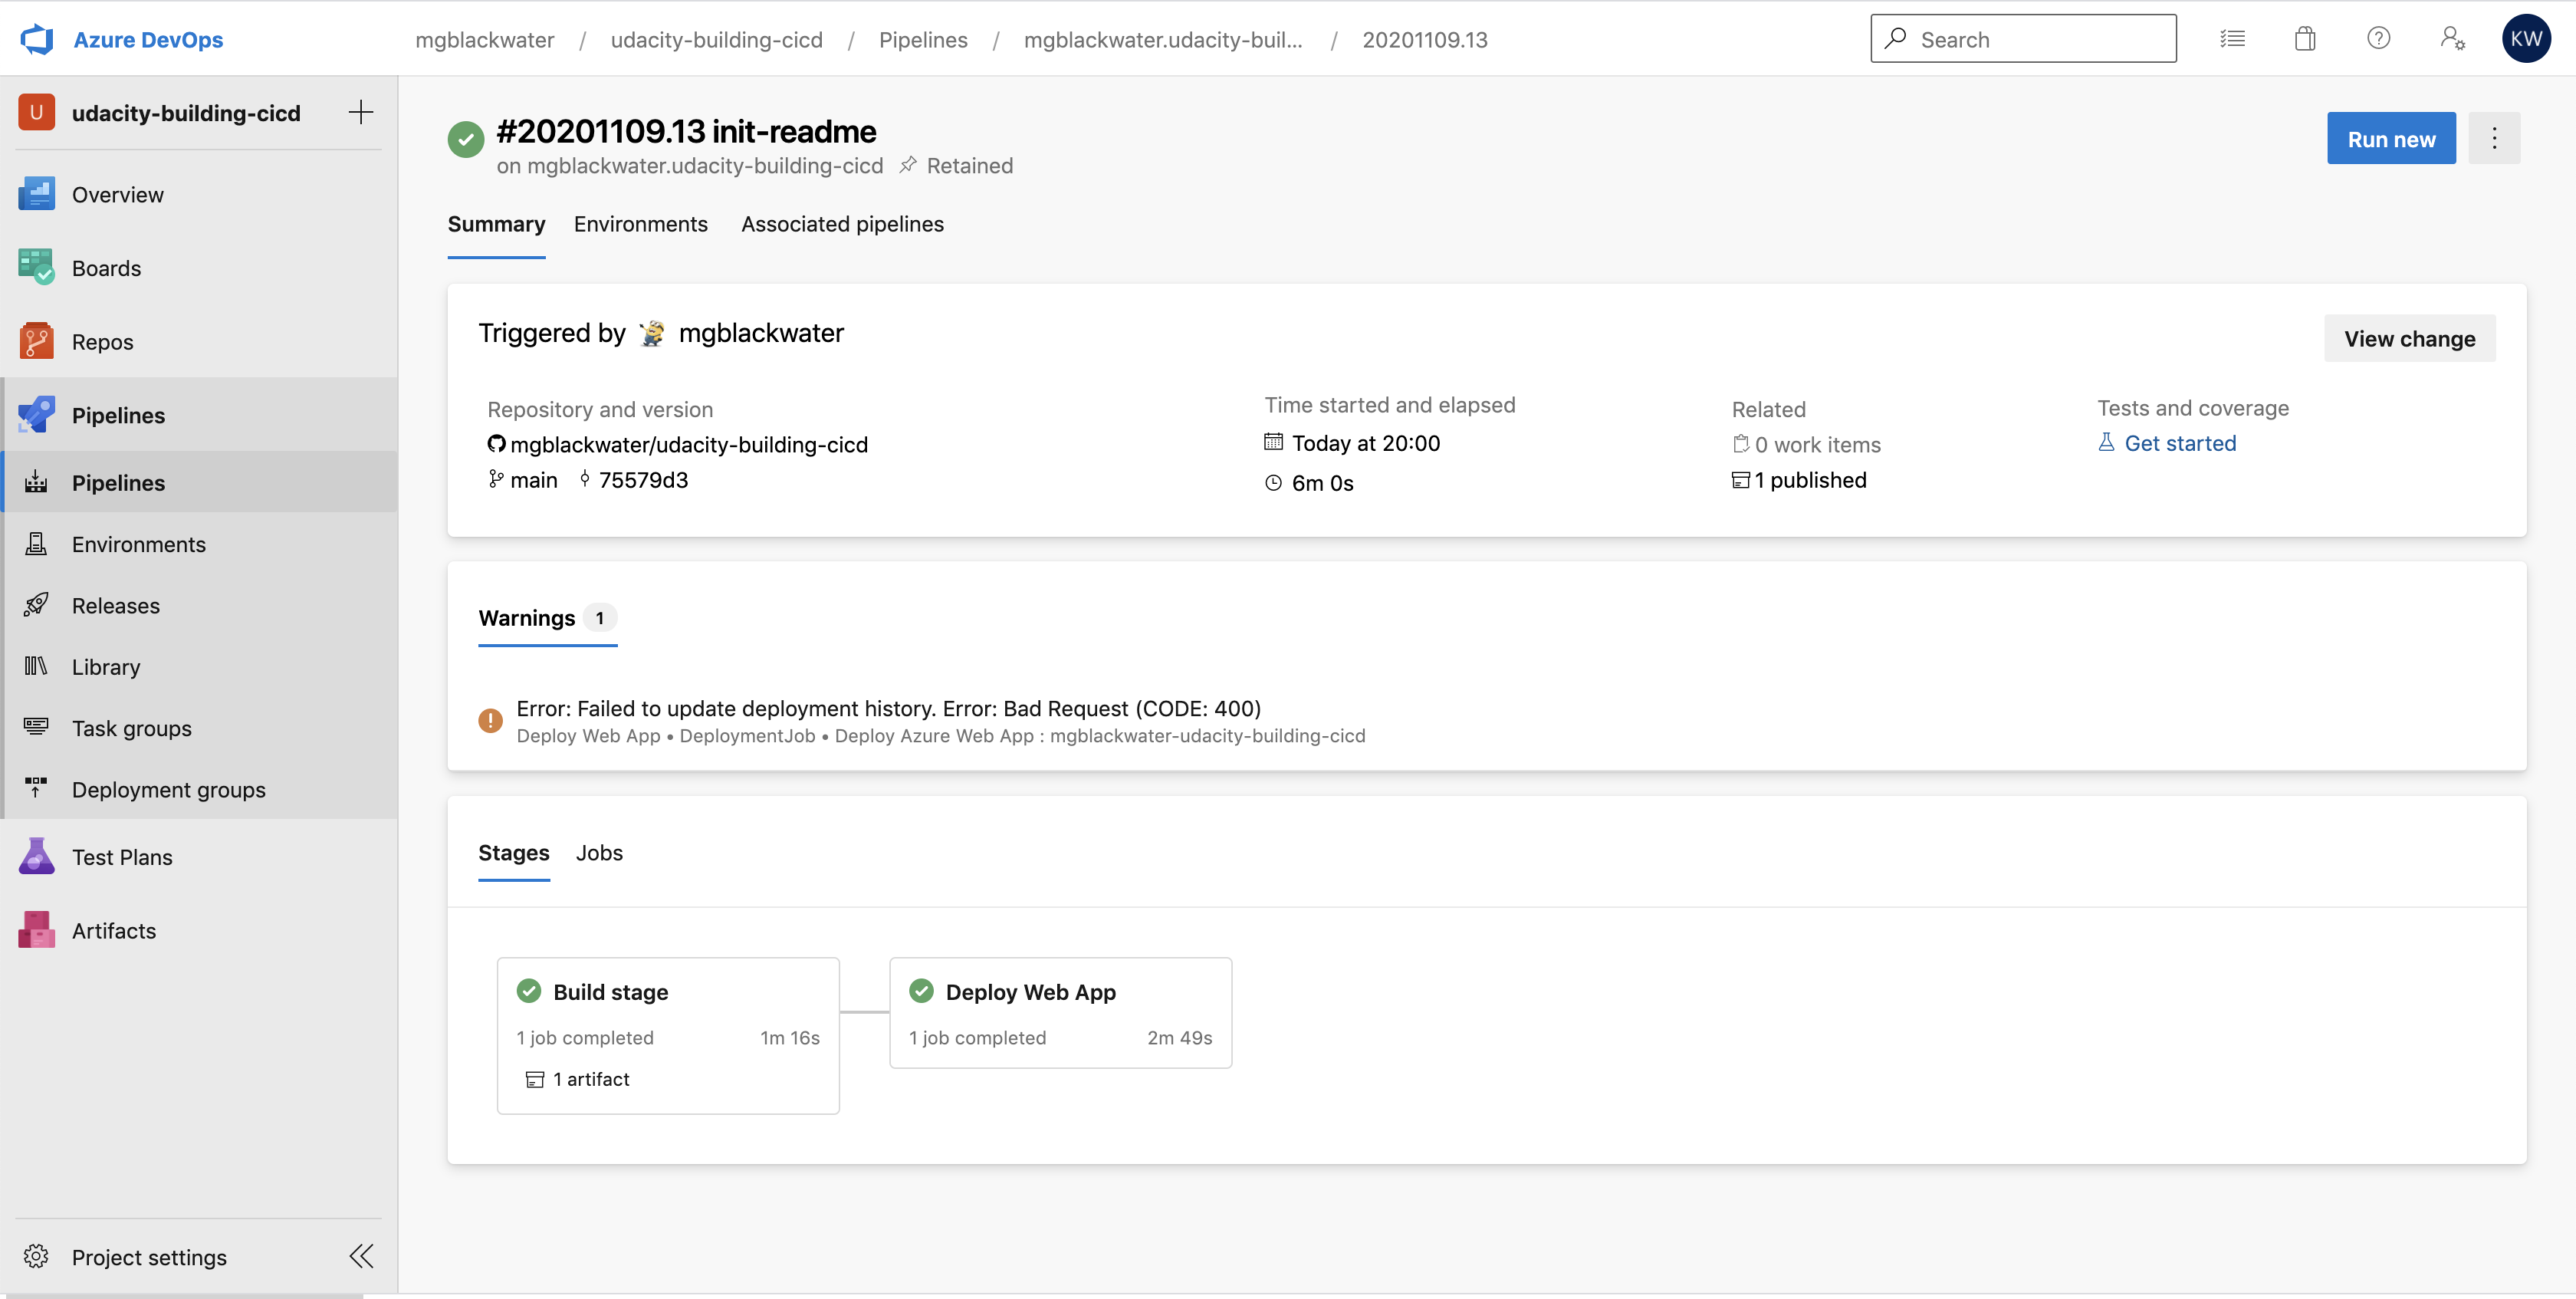 Azure DevOps
mgblackwater / udacity-building-cicd / Pipelines / mgblackwater.udacity-buil... / 20201109.13
Search
KW
U udacity-building-cicd
Overview
Boards
Repos
Pipelines
Pipelines
Environments
Releases
Library
Task groups
Deployment groups
Test Plans
Artifacts
Project settings
#20201109.13 init-readme
on mgblackwater.udacity-building-cicd Retained
Run new
Summary Environments Associated pipelines
Triggered by mgblackwater
View change
Repository and version
mgblackwater/udacity-building-cicd
main 75579d3
Time started and elapsed
Today at 20:00
6m 0s
Related
0 work items
1 published
Tests and coverage
Get started
Warnings 1
Error: Failed to update deployment history. Error: Bad Request (CODE: 400)
Deploy Web App • DeploymentJob • Deploy Azure Web App : mgblackwater-udacity-building-cicd
Stages Jobs
Build stage
1 job completed 1m 16s
1 artifact
Deploy Web App
1 job completed 2m 49s